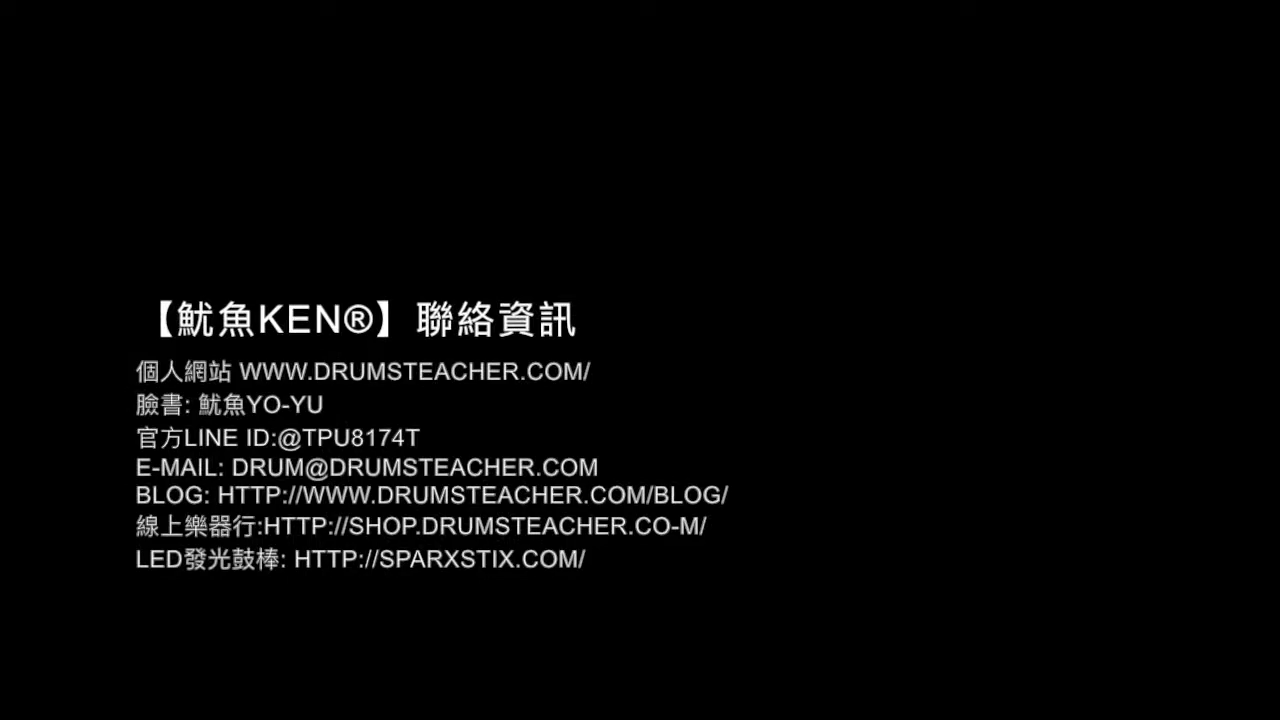 【魷魚KEN®】聯絡資訊
個人網站 WWW.DRUMSTEACHER.COM/
臉書: 魷魚YO-YU
官方LINE ID:@TPU8174T
E-MAIL: DRUM@DRUMSTEACHER.COM
BLOG: HTTP://WWW.DRUMSTEACHER.COM/BLOG/
線上樂器行:HTTP://SHOP.DRUMSTEACHER.CO-M/
LED發光鼓棒: HTTP://SPARXSTIX.COM/